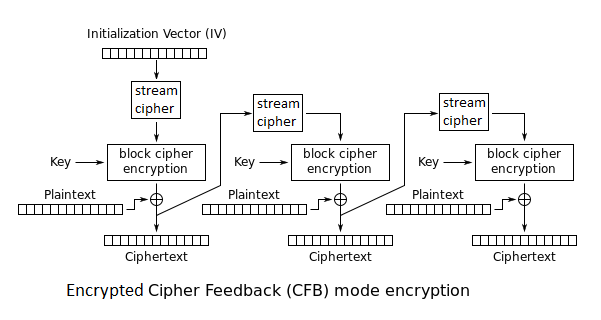 Initialization Vector (IV)
stream
cipher
stream
cipher
stream
cipher
Key
block cipher
encryption
Key
block cipher
encryption
Key
block cipher
encryption
Plaintext
Plaintext
Plaintext
Ciphertext
Ciphertext
Ciphertext
Encrypted Cipher Feedback (CFB) mode encryption